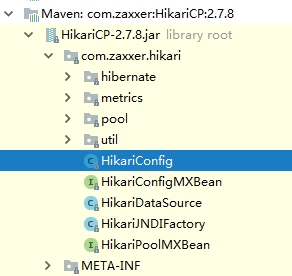 Maven: com.zaxxer:HikariCP:2.7.8
HikariCP-2.7.8.jar library root
com.zaxxer.hikari
hibernate
metrics
pool
util
C HikariConfig
I HikariConfigMXBean
C HikariDataSource
C HikariJNDIFactory
I HikariPoolMXBean
META-INF